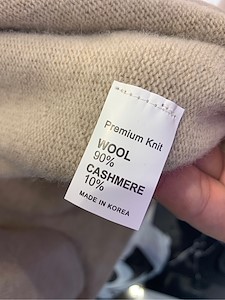 Premium Knit
WOOL
90%
CASHMERE
10%
MADE IN KOREA